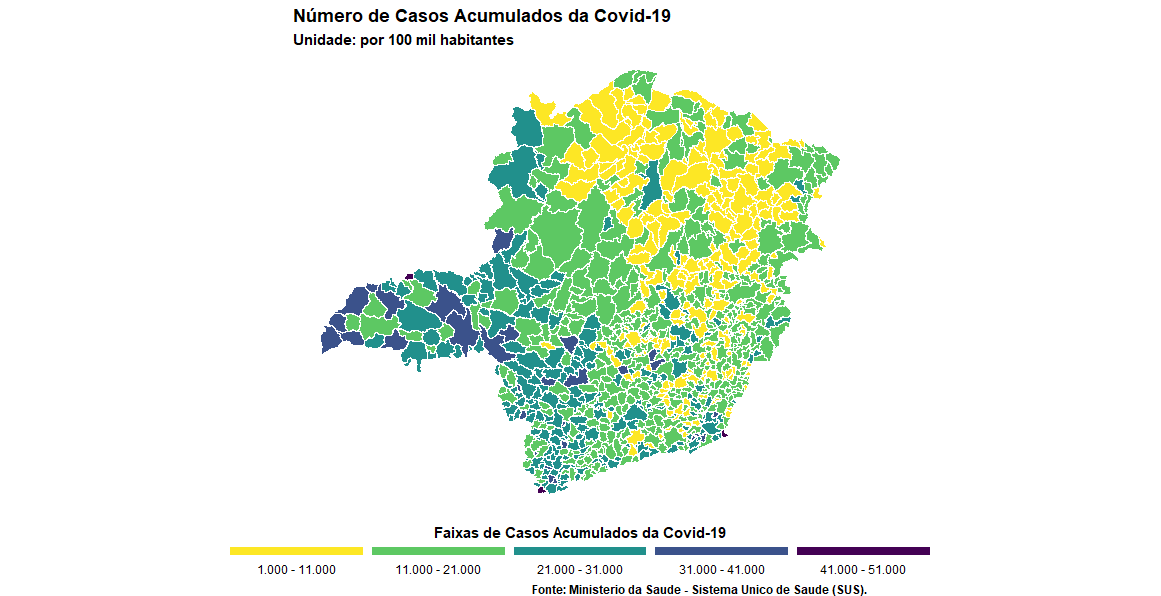 Número de Casos Acumulados da Covid-19
Unidade: por 100 mil habitantes
Faixas de Casos Acumulados da Covid-19
1.000 - 11.000 11.000 - 21.000 21.000 - 31.000 31.000 - 41.000 41.000 - 51.000
Fonte: Ministerio da Saude - Sistema Unico de Saude (SUS).